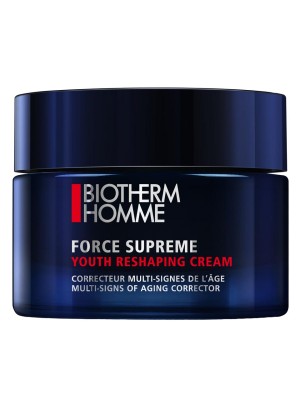 BIOTHERM
HOMME
FORCE SUPREME
YOUTH RESHAPING CREAM
CORRECTEUR MULTI-SIGNES DE L'ÂGE
MULTI-SIGNS OF AGING CORRECTOR